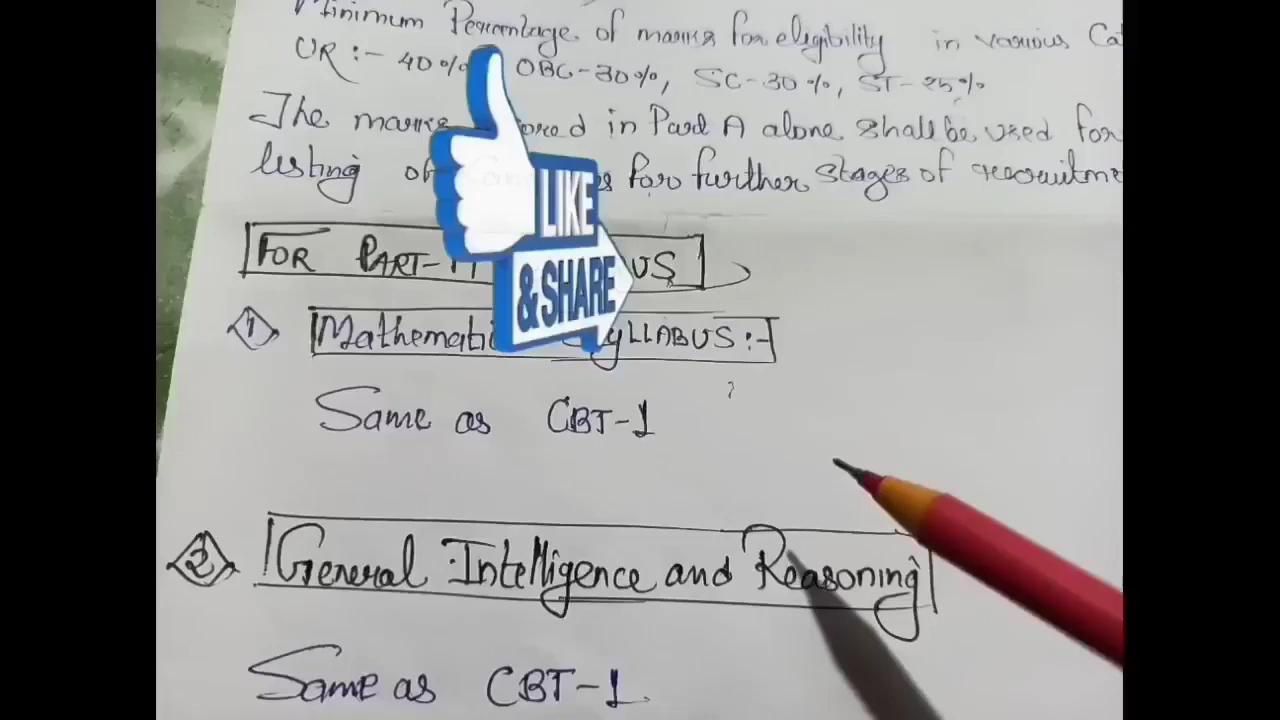 Minimum Percentage of marks for eligibility in various
UR :- 40%, OBC-30%, SC-30%, ST-25%
The marks in Part A alone shall be used for
listing of for further stages of
FOR PART-
① Mathemati SYLLABUS :-
Same as CBT-1
② General Intelligence and Reasoning
Same as CBT-1
LIKE
& SHARE